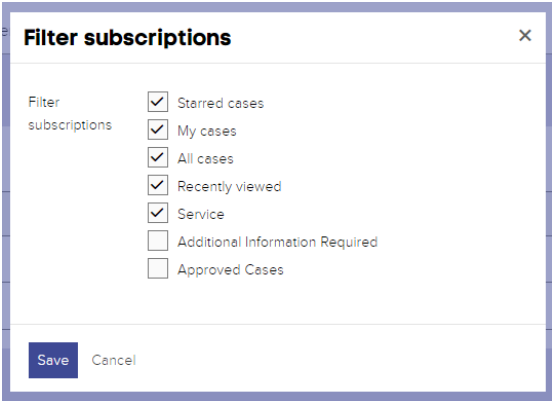 Filter subscriptions
Filter
subscriptions
Starred cases
My cases
All cases
Recently viewed
Service
Additional Information Required
Approved Cases
Save Cancel